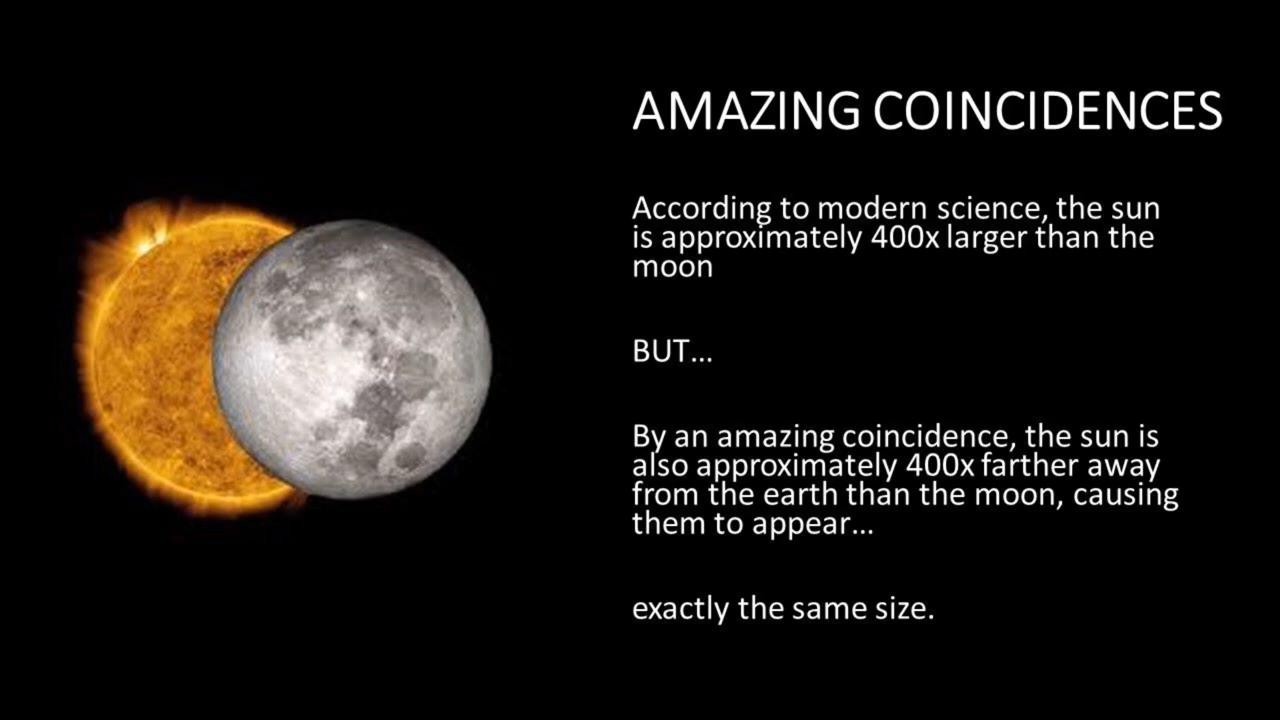 AMAZING COINCIDENCES
According to modern science, the sun
is approximately 400x larger than the
moon
BUT...
By an amazing coincidence, the sun is
also approximately 400x farther away
from the earth than the moon, causing
them to appear...
exactly the same size.